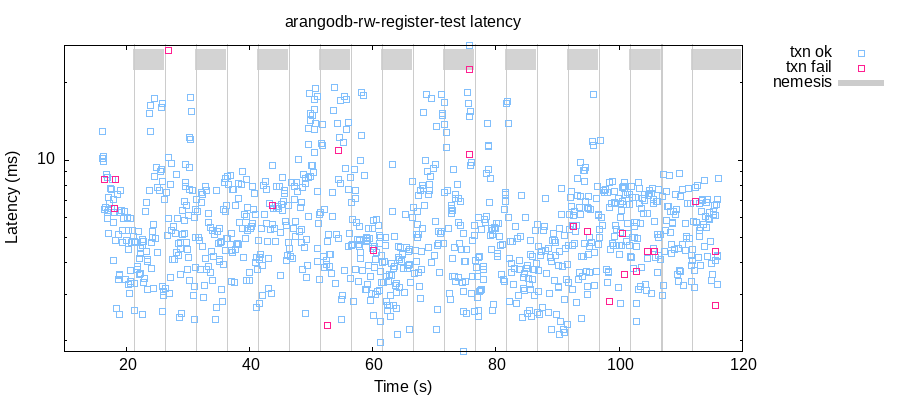 arangodb-rw-register-test latency
txn ok
txn fail
nemesis
10
Latency (ms)
20 40 60 80 100 120
Time (s)